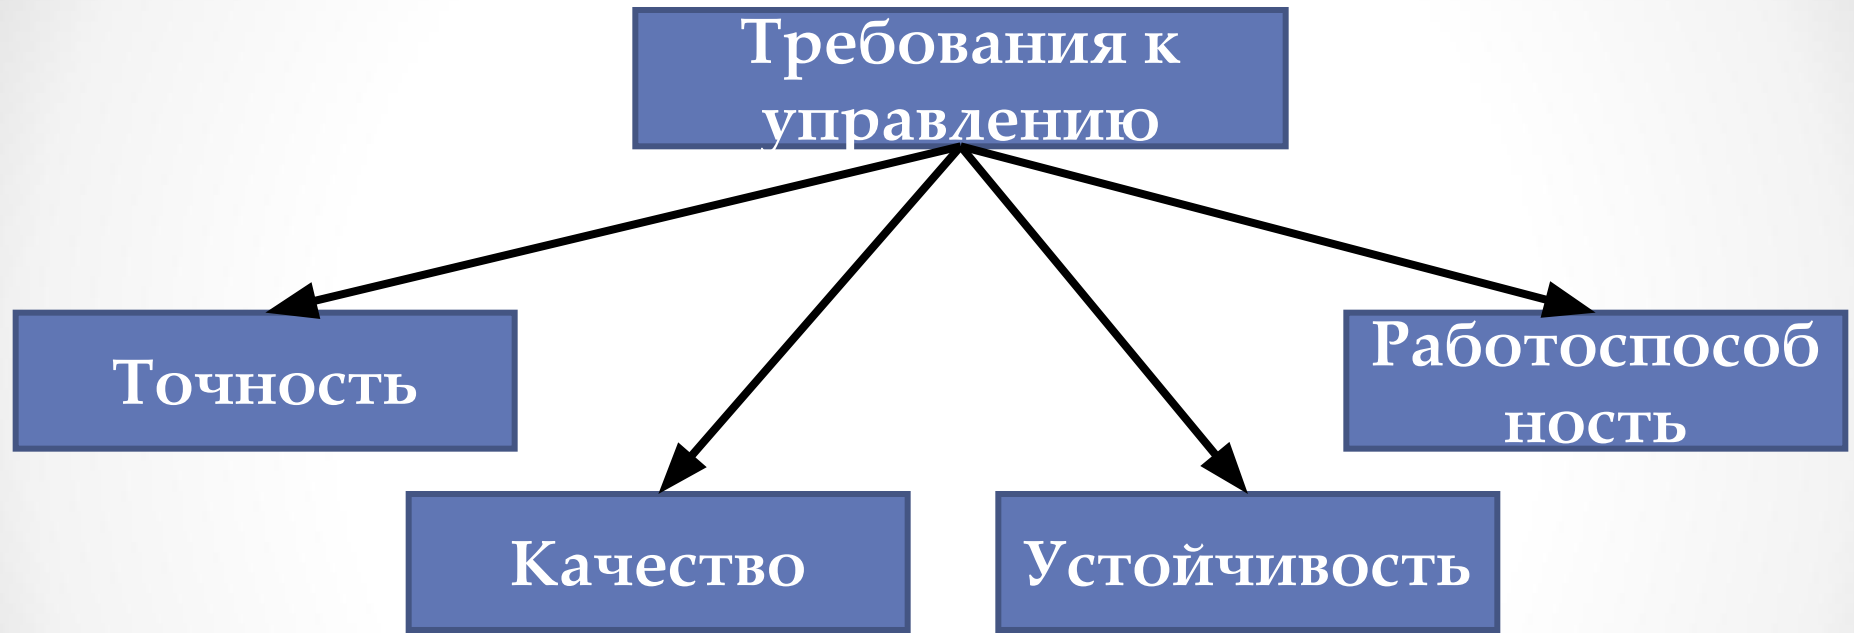 Требования к
управлению
Точность
Работоспособ
ность
Качество
Устойчивость